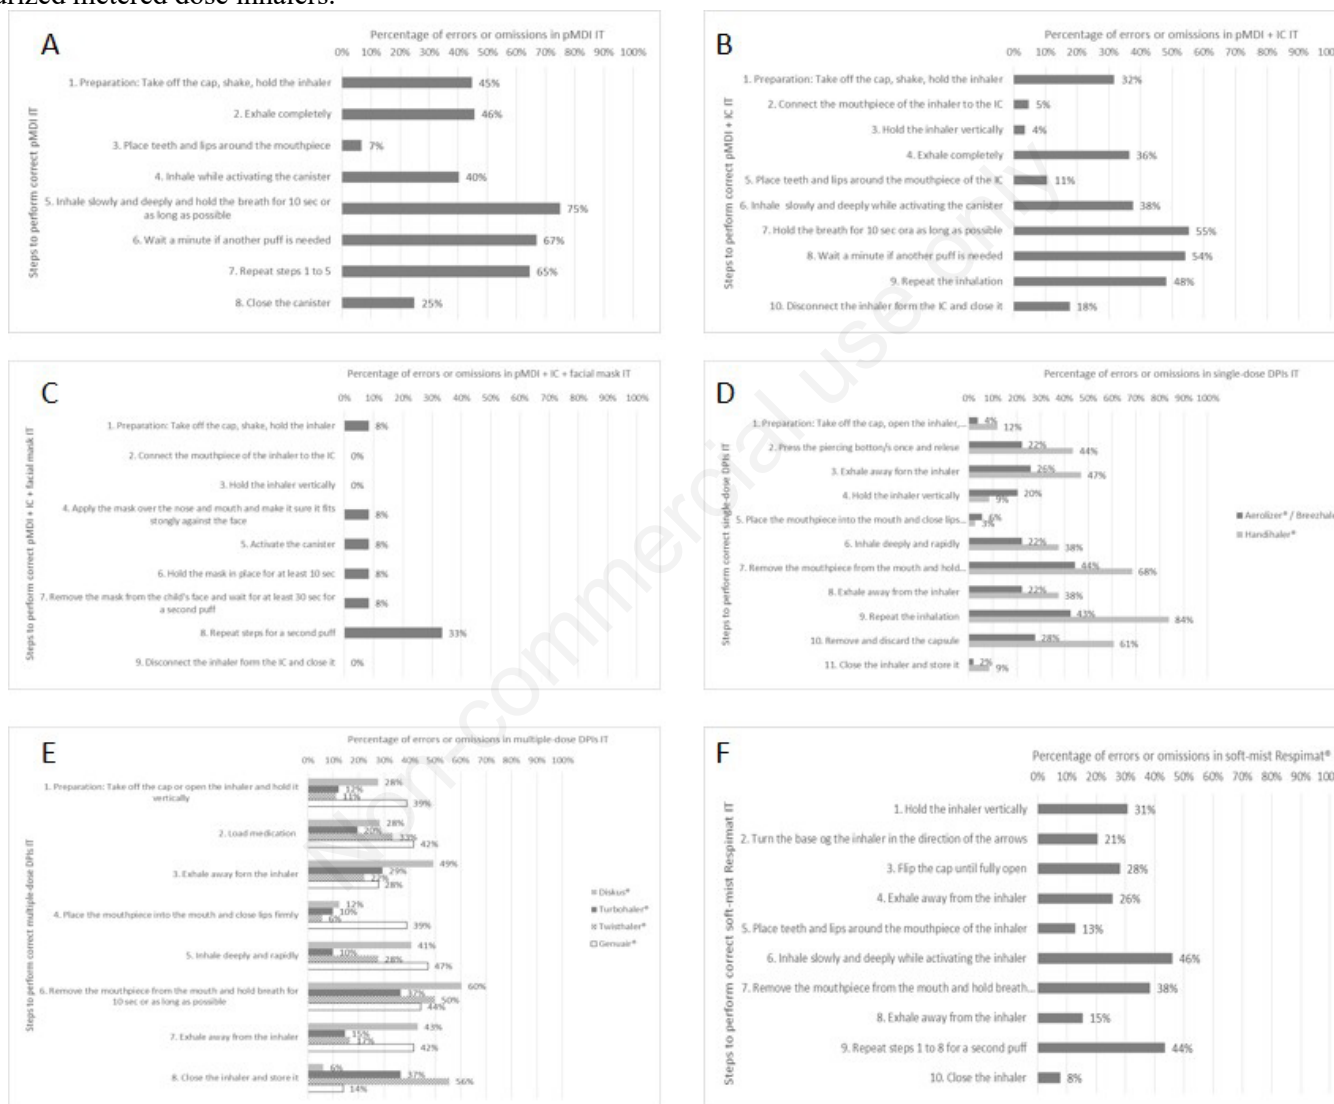 urized metered dose inhalers.
A
Percentage of errors or omissions in pMDI IT
0% 10% 20% 30% 40% 50% 60% 70% 80% 90% 100%
Steps to perform correct pMDI IT
1. Preparation: Take off the cap, shake, hold the inhaler 45%
2. Exhale completely 46%
3. Place teeth and lips around the mouthpiece 7%
4. Inhale while activating the canister 40%
5. Inhale slowly and deeply and hold the breath for 10 sec or
as long as possible 75%
6. Wait a minute if another puff is needed 67%
7. Repeat steps 1 to 5 65%
8. Close the canister 25%
B
Percentage of errors or omissions in pMDI + IC IT
0% 10% 20% 30% 40% 50% 60% 70% 80% 90% 100
Steps to perform correct pMDI + IC IT
1. Preparation: Take off the cap, shake, hold the inhaler 32%
2. Connect the mouthpiece of the inhaler to the IC 5%
3. Hold the inhaler vertically 4%
4. Exhale completely 36%
5. Place teeth and lips around the mouthpiece of the IC 11%
6. Inhale slowly and deeply while activating the canister 38%
7. Hold the breath for 10 sec ora as long as possible 55%
8. Wait a minute if another puff is needed 54%
9. Repeat the inhalation 48%
10. Disconnect the inhaler form the IC and close it 18%
C
Percentage of errors or omissions in pMDI + IC + facial mask IT
0% 10% 20% 30% 40% 50% 60% 70% 80% 90% 100%
Steps to perform correct pMDI + IC + facial mask IT
1. Preparation: Take off the cap, shake, hold the inhaler 8%
2. Connect the mouthpiece of the inhaler to the IC 0%
3. Hold the inhaler vertically 0%
4. Apply the mask over the nose and mouth and make it sure it fits
stongly against the face 8%
5. Activate the canister 8%
6. Hold the mask in place for at least 10 sec 8%
7. Remove the mask from the child's face and wait for at least 30 sec for
a second puff 8%
8. Repeat steps for a second puff 33%
9. Disconnect the inhaler form the IC and close it 0%
D
Percentage of errors or omissions in single-dose DPIs IT
0% 10% 20% 30% 40% 50% 60% 70% 80% 90% 100%
Steps to perform correct single-dose DPIs IT
1. Preparation: Take off the cap, open the inhaler,... 4% 12%
2. Press the piercing botton/s once and relese 22% 44%
3. Exhale away forn the inhaler 26% 47%
4. Hold the inhaler vertically 20% 9%
5. Place the mouthpiece into the mouth and close lips... 6% 3%
6. Inhale deeply and rapidly 22% 38%
7. Remove the mouthpiece from the mouth and hold... 44% 68%
8. Exhale away from the inhaler 22% 38%
9. Repeat the inhalation 43% 84%
10. Remove and discard the capsule 28% 61%
11. Close the inhaler and store it 2% 9%
Aerolizer® / Breezhale
Handihaler®
E
Percentage of errors or omissions in multiple-dose DPIs IT
0% 10% 20% 30% 40% 50% 60% 70% 80% 90% 100%
Steps to perform correct multiple-dose DPIs IT
1. Preparation: Take off the cap or open the inhaler and hold it
vertically 28% 12% 11% 39%
2. Load medication 28% 20% 33% 42%
3. Exhale away forn the inhaler 49% 29% 22% 28%
4. Place the mouthpiece into the mouth and close lips firmly 12% 10% 6% 39%
5. Inhale deeply and rapidly 41% 10% 28% 47%
6. Remove the mouthpiece from the mouth and hold breath for
10 sec or as long as possible 60% 37% 50% 44%
7. Exhale away from the inhaler 43% 15% 17% 42%
8. Close the inhaler and store it 6% 37% 56% 14%
Diskus®
Turbohaler®
Twisthaler®
Genuair®
F
Percentage of errors or omissions in soft-mist Respimat®
0% 10% 20% 30% 40% 50% 60% 70% 80% 90% 100
Steps to perform correct soft-mist Respimat IT
1. Hold the inhaler vertically 31%
2. Turn the base og the inhaler in the direction of the arrows 21%
3. Flip the cap until fully open 28%
4. Exhale away from the inhaler 26%
5. Place teeth and lips around the mouthpiece of the inhaler 13%
6. Inhale slowly and deeply while activating the inhaler 46%
7. Remove the mouthpiece from the mouth and hold breath... 38%
8. Exhale away from the inhaler 15%
9. Repeat steps 1 to 8 for a second puff 44%
10. Close the inhaler 8%
Non-commercial use only